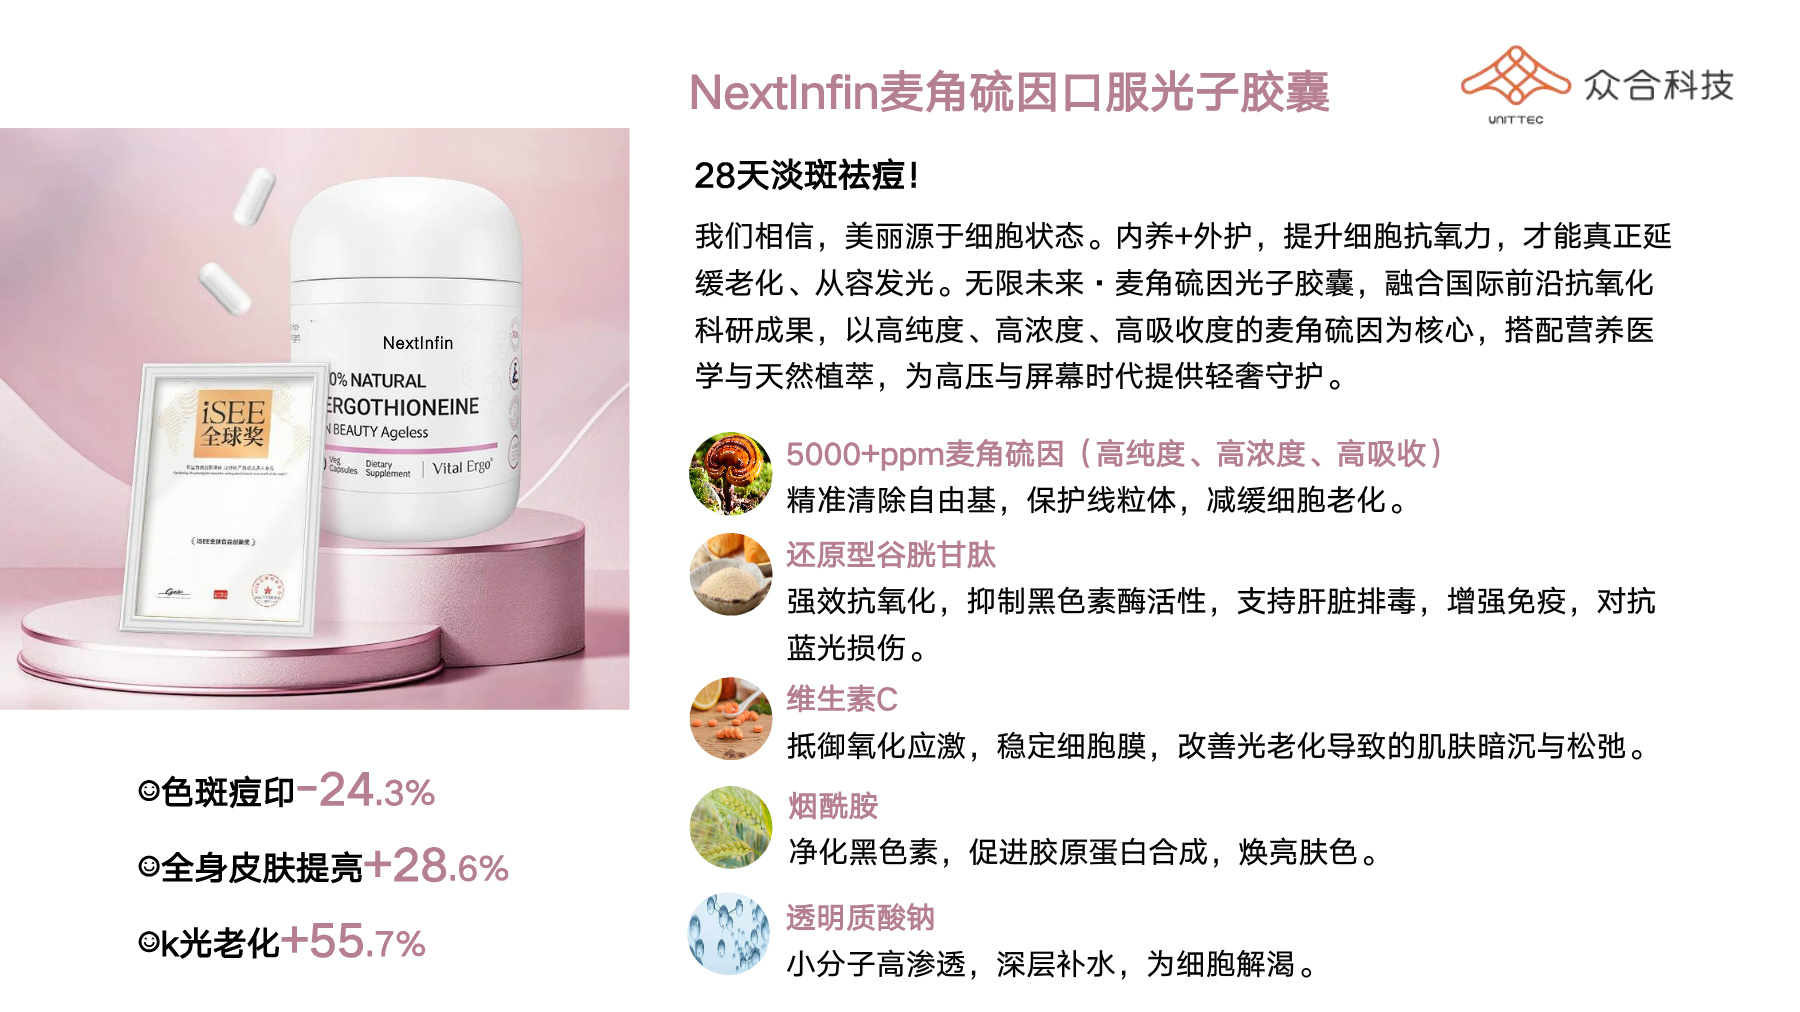 NextInfin麦角硫因口服光子胶囊
众合科技
UNITTEC
28天淡斑祛痘！
我们相信，美丽源于细胞状态。内养+外护，提升细胞抗氧力，才能真正延
缓老化、从容发光。无限未来·麦角硫因光子胶囊，融合国际前沿抗氧化
科研成果，以高纯度、高浓度、高吸收度的麦角硫因为核心，搭配营养医
学与天然植萃，为高压与屏幕时代提供轻奢守护。
NextInfin
0% NATURAL
ERGOTHIONEINE
N BEAUTY Ageless
Veg
Capsules
Dietary
Supplement
Vital Ergo®
iSEE
全球奖
《iSEE全球食品创新奖》
5000+ppm麦角硫因（高纯度、高浓度、高吸收）
精准清除自由基，保护线粒体，减缓细胞老化。
还原型谷胱甘肽
强效抗氧化，抑制黑色素酶活性，支持肝脏排毒，增强免疫，对抗
蓝光损伤。
维生素C
抵御氧化应激，稳定细胞膜，改善光老化导致的肌肤暗沉与松弛。
烟酰胺
净化黑色素，促进胶原蛋白合成，焕亮肤色。
透明质酸钠
小分子高渗透，深层补水，为细胞解渴。
色斑痘印-24.3%
全身皮肤提亮+28.6%
k光老化+55.7%